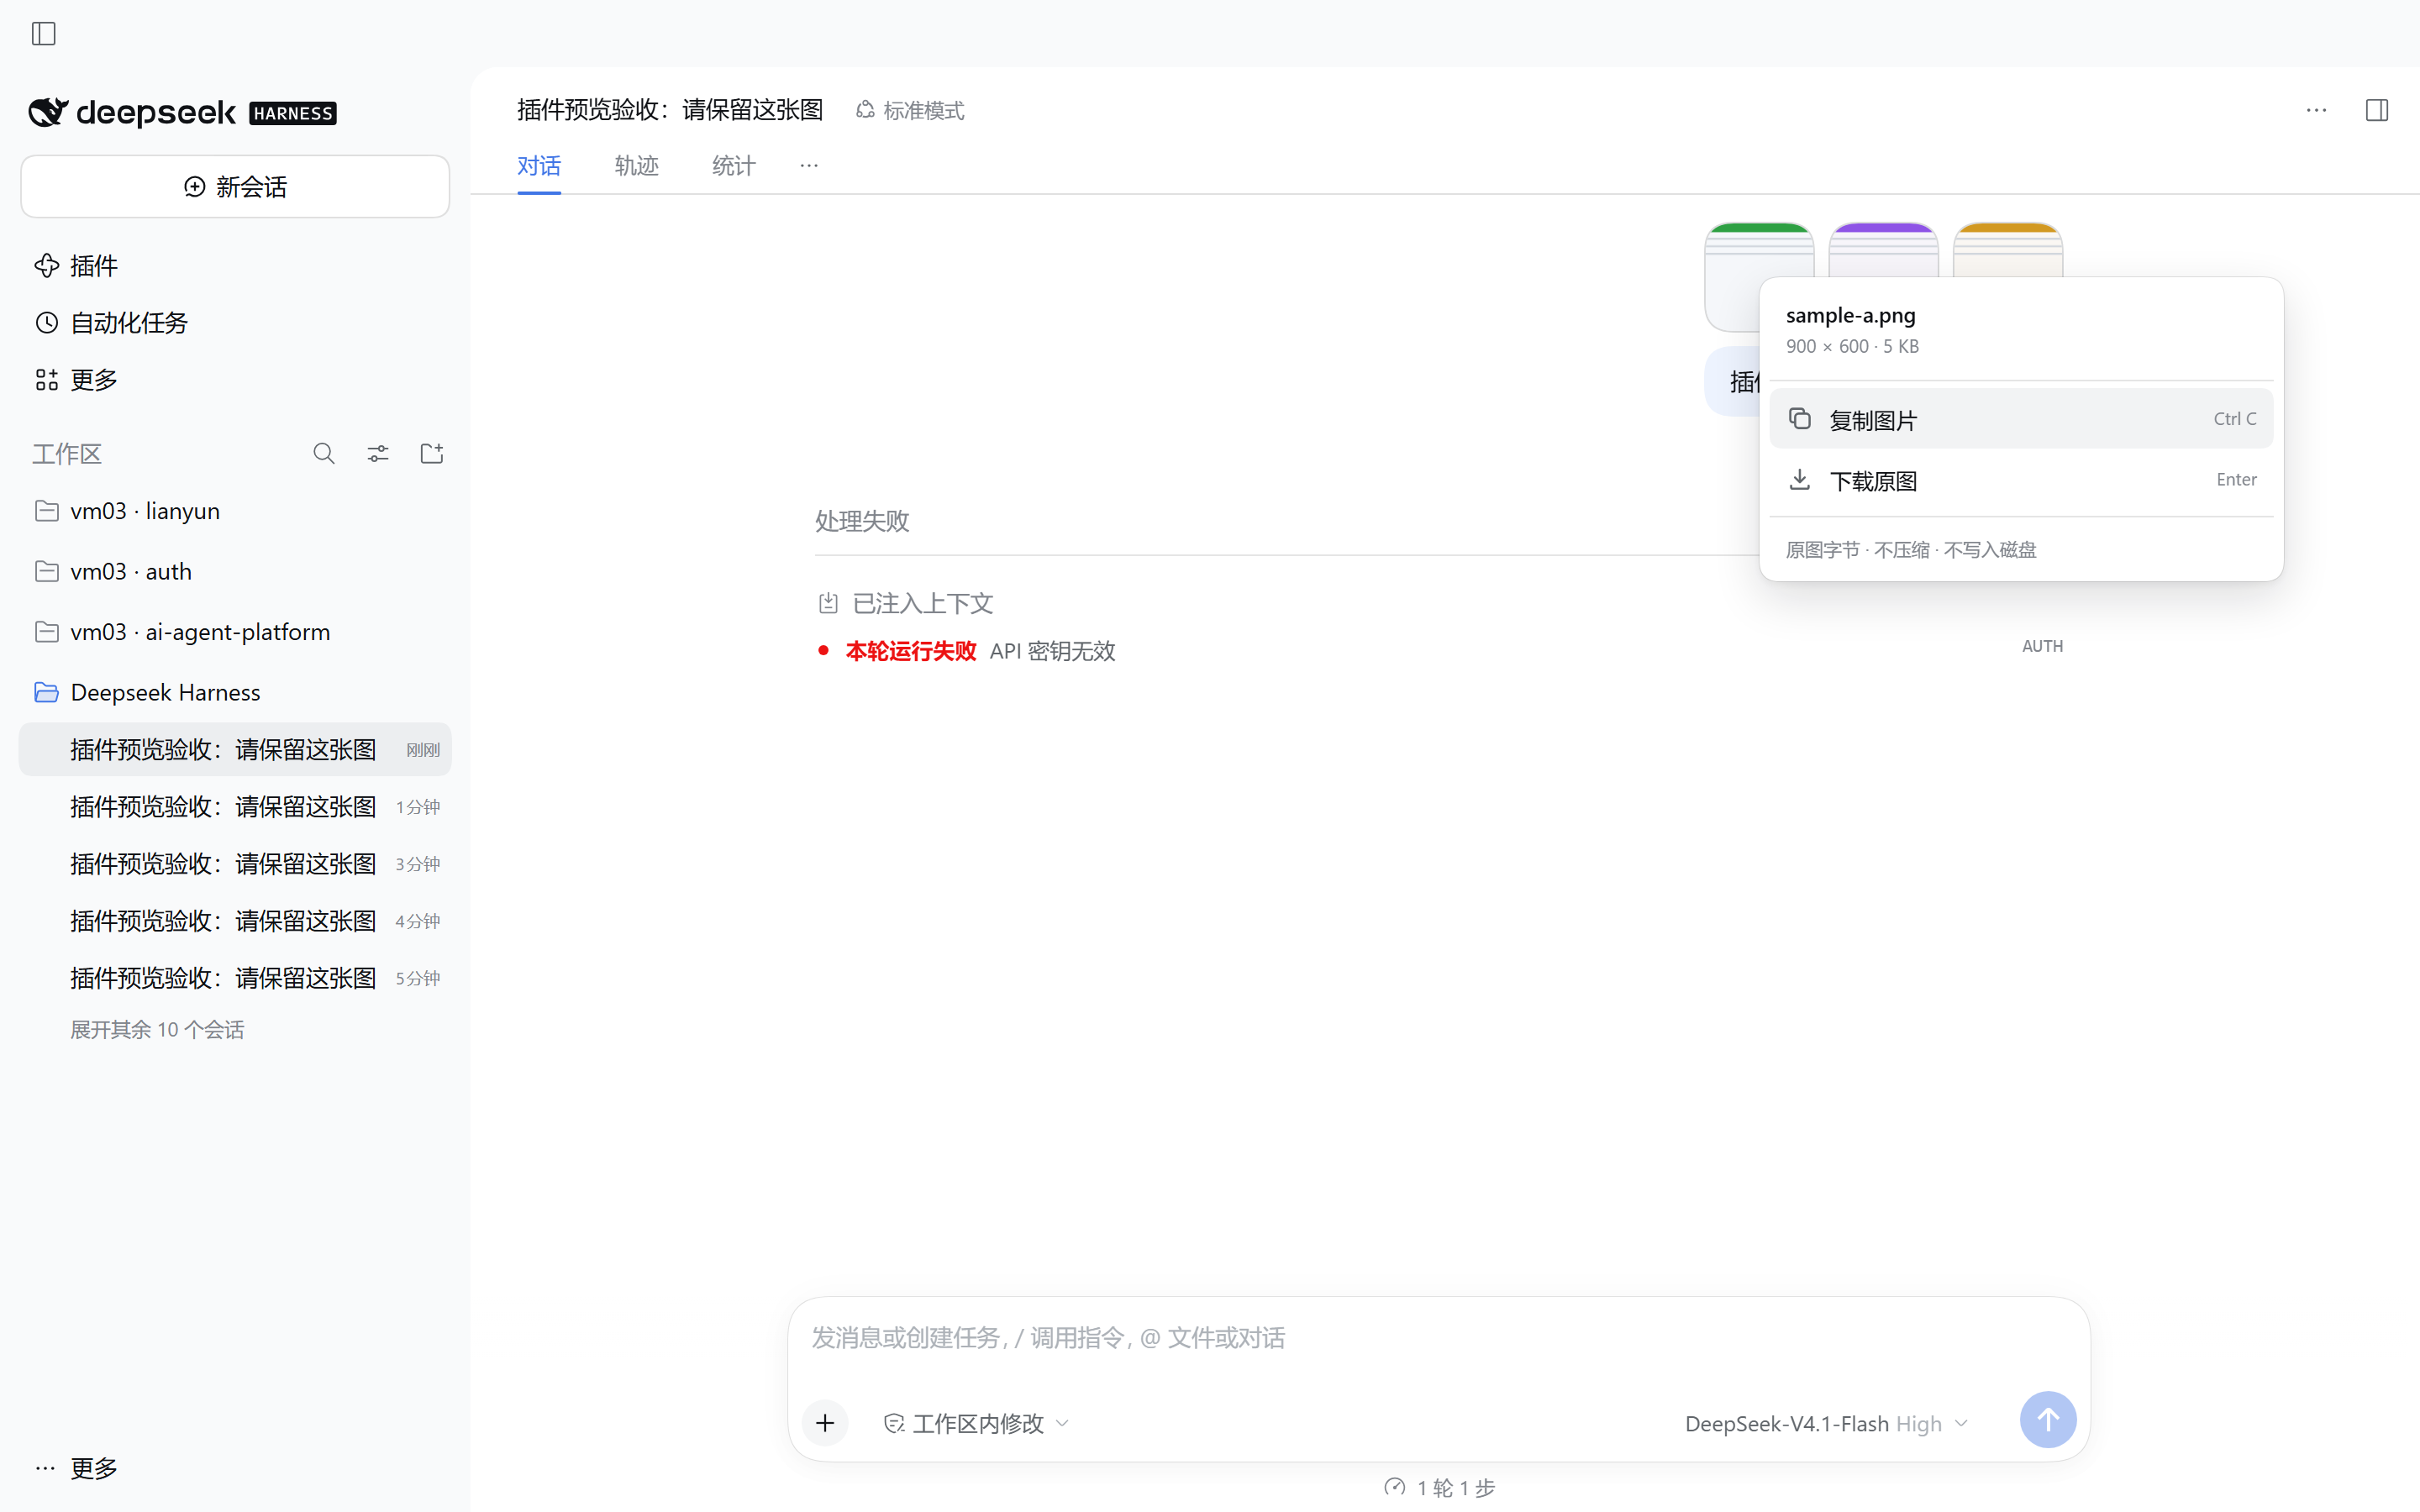 deepseek HARNESS
新会话
插件
自动化任务
更多
工作区
vm03 · lianyun
vm03 · auth
vm03 · ai-agent-platform
Deepseek Harness
插件预览验收：请保留这张图 刚刚
插件预览验收：请保留这张图 1分钟
插件预览验收：请保留这张图 3分钟
插件预览验收：请保留这张图 4分钟
插件预览验收：请保留这张图 5分钟
展开其余 10 个会话
更多
插件预览验收：请保留这张图 标准模式
对话 轨迹 统计
插件
sample-a.png
900 × 600 · 5 KB
复制图片 Ctrl C
下载原图 Enter
原图字节 · 不压缩 · 不写入磁盘
处理失败
已注入上下文
本轮运行失败 API 密钥无效 AUTH
发消息或创建任务, / 调用指令, @ 文件或对话
工作区内修改 DeepSeek-V4.1-Flash High
1 轮 1 步